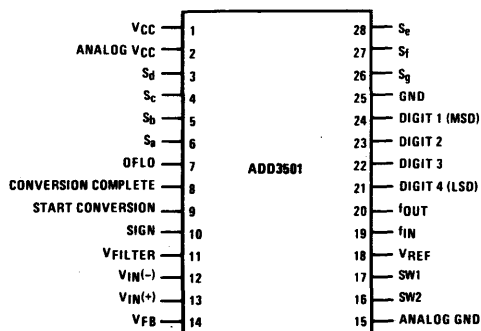 VCC 1 28 Se
ANALOG VCC 2 27 Sf
Sd 3 26 Sg
Sc 4 25 GND
Sb 5 24 DIGIT 1 (MSD)
Sa 6 23 DIGIT 2
OFLO 7 22 DIGIT 3
ADD3501
CONVERSION COMPLETE 8 21 DIGIT 4 (LSD)
START CONVERSION 9 20 fOUT
SIGN 10 19 fIN
VFILTER 11 18 VREF
VIN(-) 12 17 SW1
VIN(+) 13 16 SW2
VFB 14 15 ANALOG GND